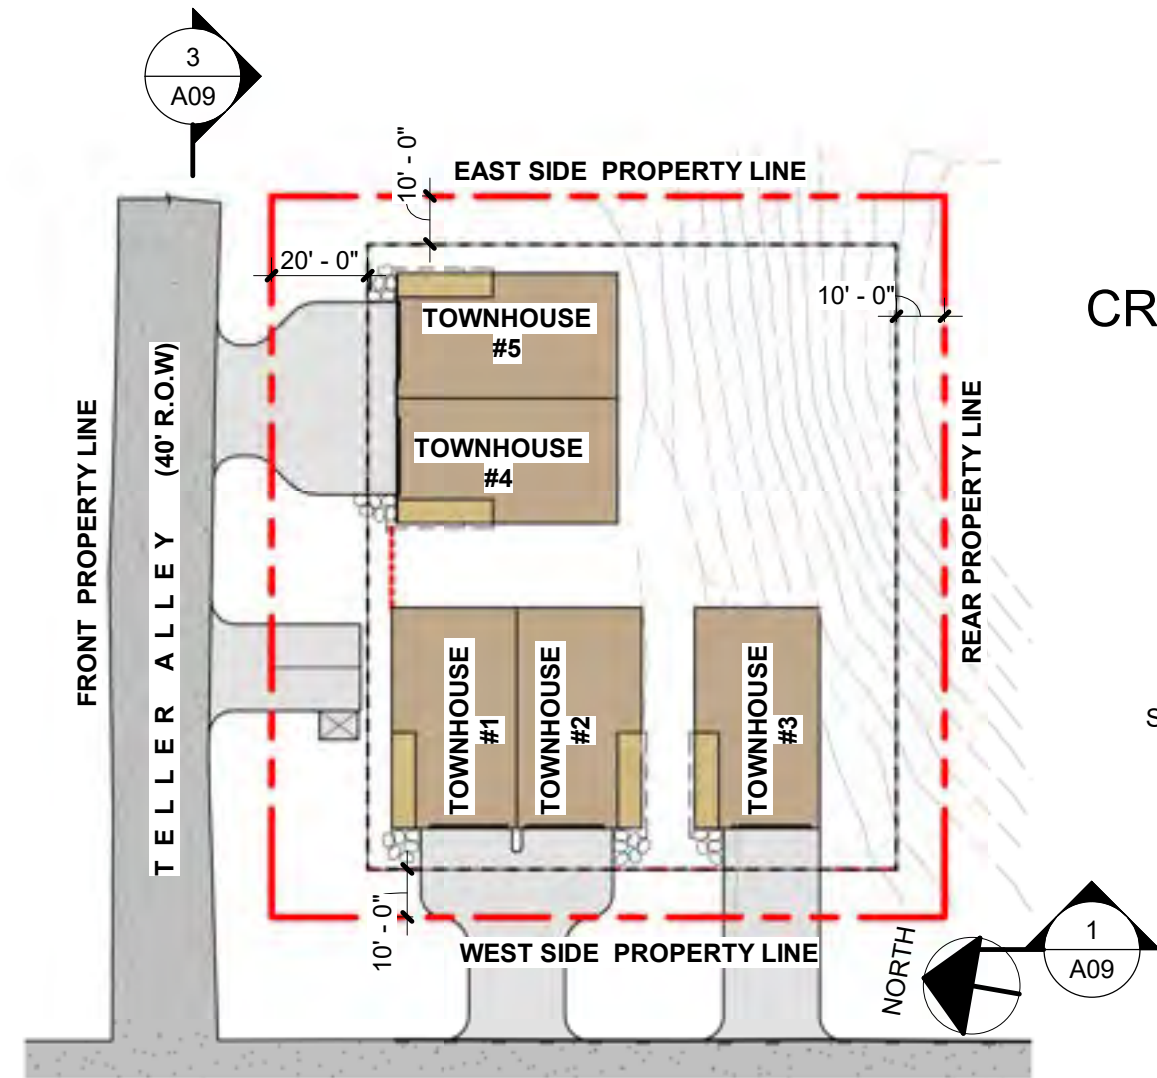 3
A09
10' - 0"
EAST SIDE PROPERTY LINE
20' - 0"
10' - 0"
CR
TOWNHOUSE
#5
TOWNHOUSE
#4
FRONT PROPERTY LINE
TELLER ALLEY (40' R.O.W)
REAR PROPERTY LINE
TOWNHOUSE
#1
TOWNHOUSE
#2
TOWNHOUSE
#3
S
10' - 0"
WEST SIDE PROPERTY LINE
NORTH
1
A09